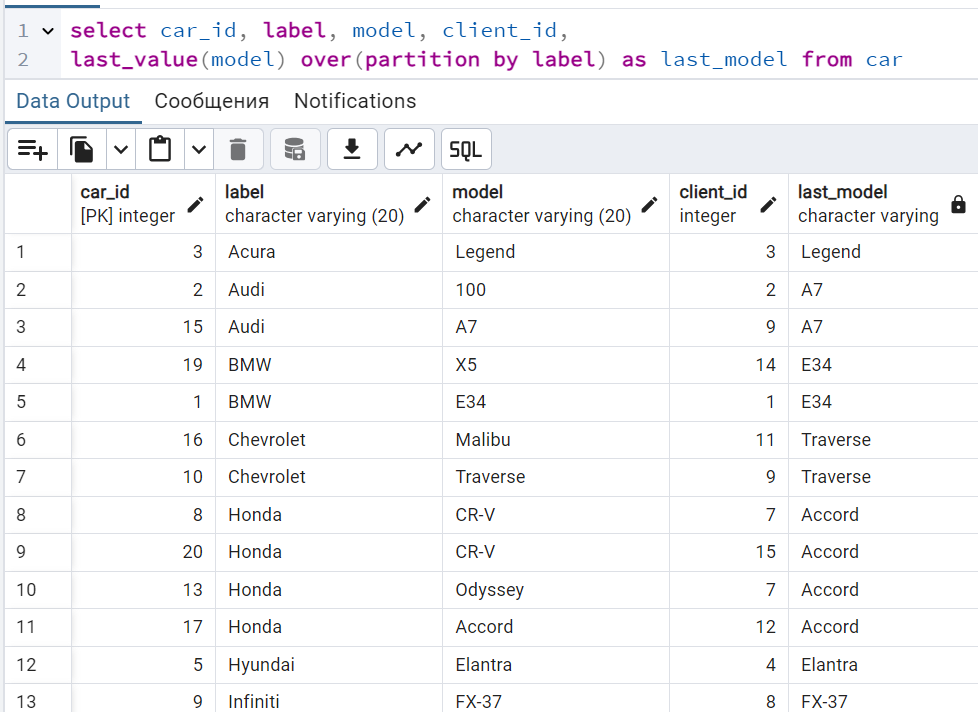 1 select car_id, label, model, client_id,
2 last_value(model) over(partition by label) as last_model from car
Data Output Сообщения Notifications
SQL
car_id label model client_id last_model
[PK] integer character varying (20) character varying (20) integer character varying
1 3 Acura Legend 3 Legend
2 2 Audi 100 2 A7
3 15 Audi A7 9 A7
4 19 BMW X5 14 E34
5 1 BMW E34 1 E34
6 16 Chevrolet Malibu 11 Traverse
7 10 Chevrolet Traverse 9 Traverse
8 8 Honda CR-V 7 Accord
9 20 Honda CR-V 15 Accord
10 13 Honda Odyssey 7 Accord
11 17 Honda Accord 12 Accord
12 5 Hyundai Elantra 4 Elantra
13 9 Infiniti FX-37 8 FX-37